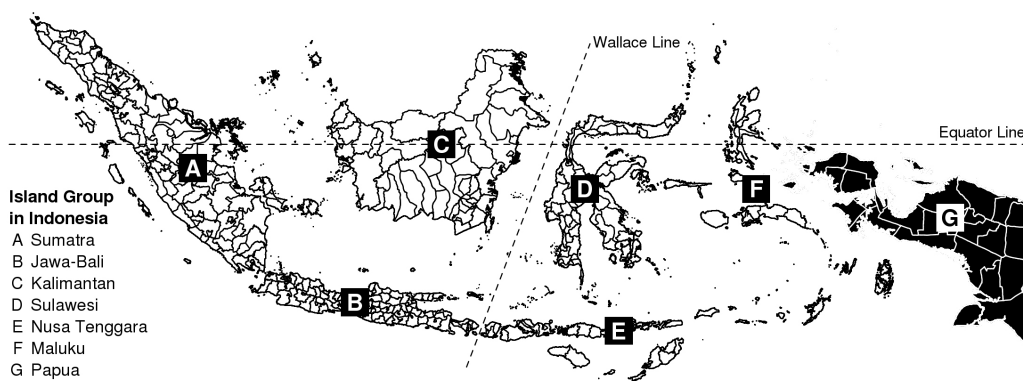 Wallace Line
Equator Line
A
B
C
D
E
F
G
Island Group
in Indonesia
A Sumatra
B Jawa-Bali
C Kalimantan
D Sulawesi
E Nusa Tenggara
F Maluku
G Papua